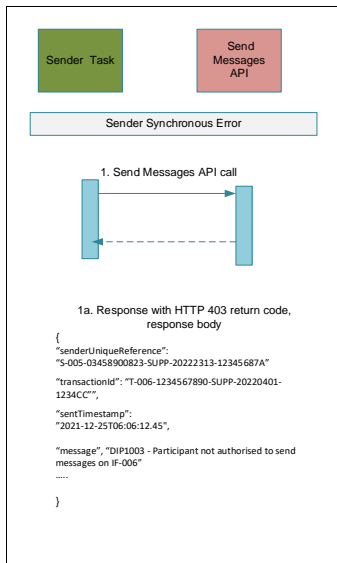 Sender Task
Send
Messages
API
Sender Synchronous Error
1. Send Messages API call
1a. Response with HTTP 403 return code,
response body
{
“senderUniqueReference”:
“S-005-03458900823-SUPP-20222313-12345687A”
“transactionId”: “T-006-1234567890-SUPP-20220401-
1234CC””,
“sentTimestamp”:
"2021-12-25T06:06:12.45",
“message”, “DIP1003 - Participant not authorised to send
messages on IF-006”
.....
}